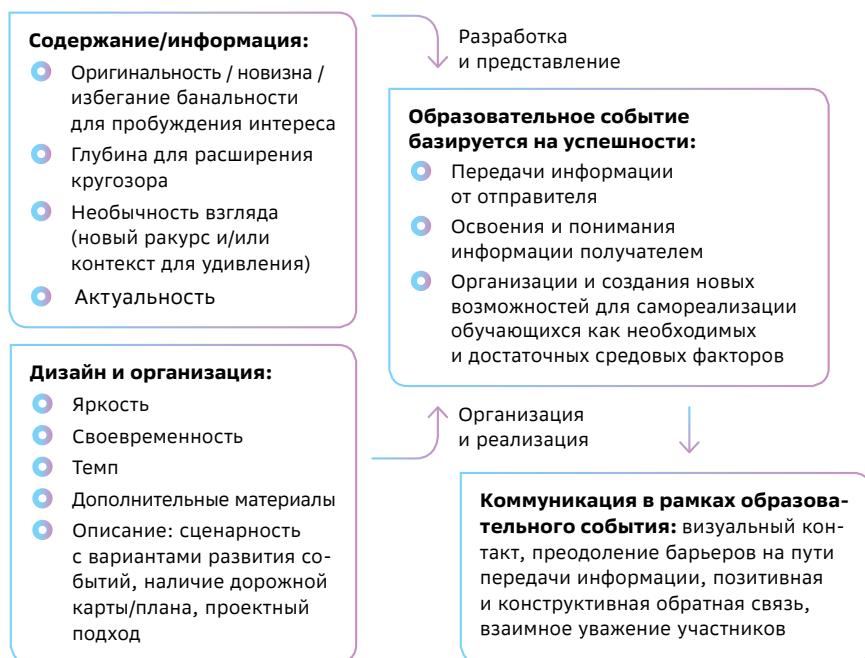 Содержание/информация:
Оригинальность / новизна /
избегание банальности
для пробуждения интереса
Глубина для расширения
кругозора
Необычность взгляда
(новый ракурс и/или
контекст для удивления)
Актуальность
Разработка
и представление
Образовательное событие
базируется на успешности:
Передачи информации
от отправителя
Освоения и понимания
информации получателем
Организации и создания новых
возможностей для самореализации
обучающихся как необходимых
и достаточных средовых факторов
Дизайн и организация:
Яркость
Своевременность
Темп
Дополнительные материалы
Описание: сценарность
с вариантами развития со-
бытий, наличие дорожной
карты/плана, проектный
подход
Организация
и реализация
Коммуникация в рамках образова-
тельного события: визуальный кон-
такт, преодоление барьеров на пути
передачи информации, позитивная
и конструктивная обратная связь,
взаимное уважение участников